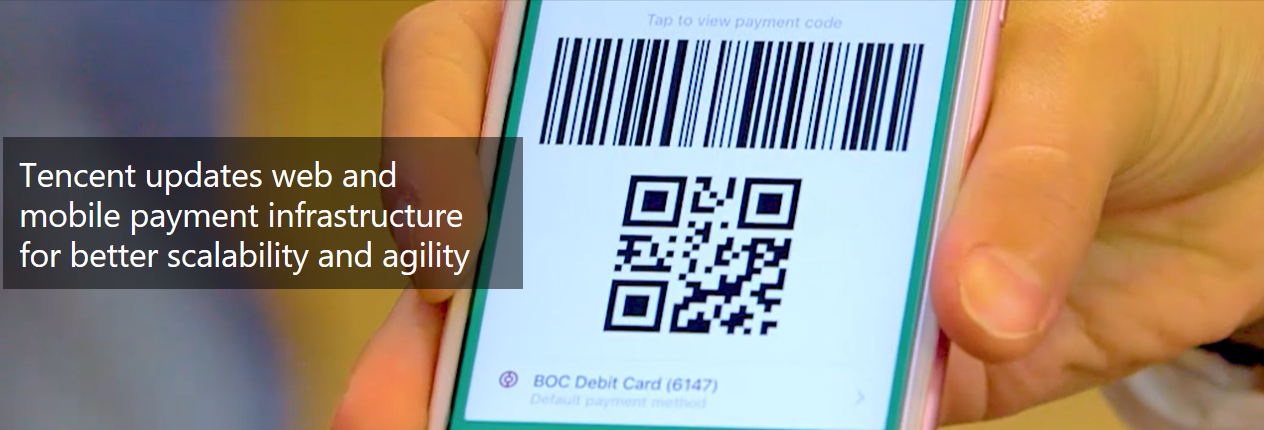 Tap to view payment code
Tencent updates web and
mobile payment infrastructure
for better scalability and agility
BOC Debit Card (6147)
Default payment method